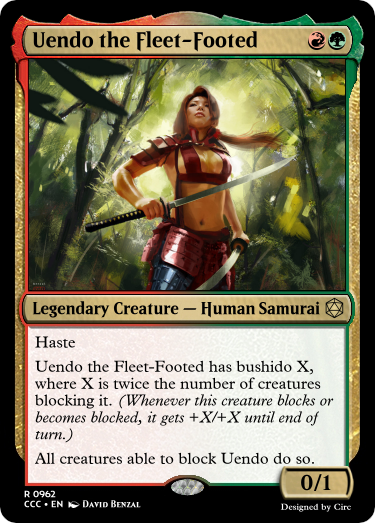 Uendo the Fleet-Footed
Legendary Creature — Human Samurai
Haste
Uendo the Fleet-Footed has bushido X,
where X is twice the number of creatures
blocking it. (Whenever this creature blocks or
becomes blocked, it gets +X/+X until end of
turn.)
All creatures able to block Uendo do so.
0/1
R 0962
CCC • EN DAVID BENZAL
Designed by Circ